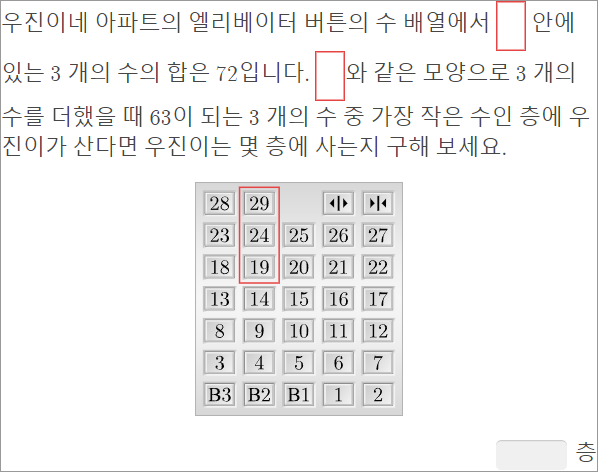 우진이네 아파트의 엘리베이터 버튼의 수 배열에서 안에
있는 3 개의 수의 합은 72입니다. 와 같은 모양으로 3 개의
수를 더했을 때 63이 되는 3 개의 수 중 가장 작은 수인 층에 우
진이가 산다면 우진이는 몇 층에 사는지 구해 보세요.
28 29
23 24 25 26 27
18 19 20 21 22
13 14 15 16 17
8 9 10 11 12
3 4 5 6 7
B3 B2 B1 1 2
층